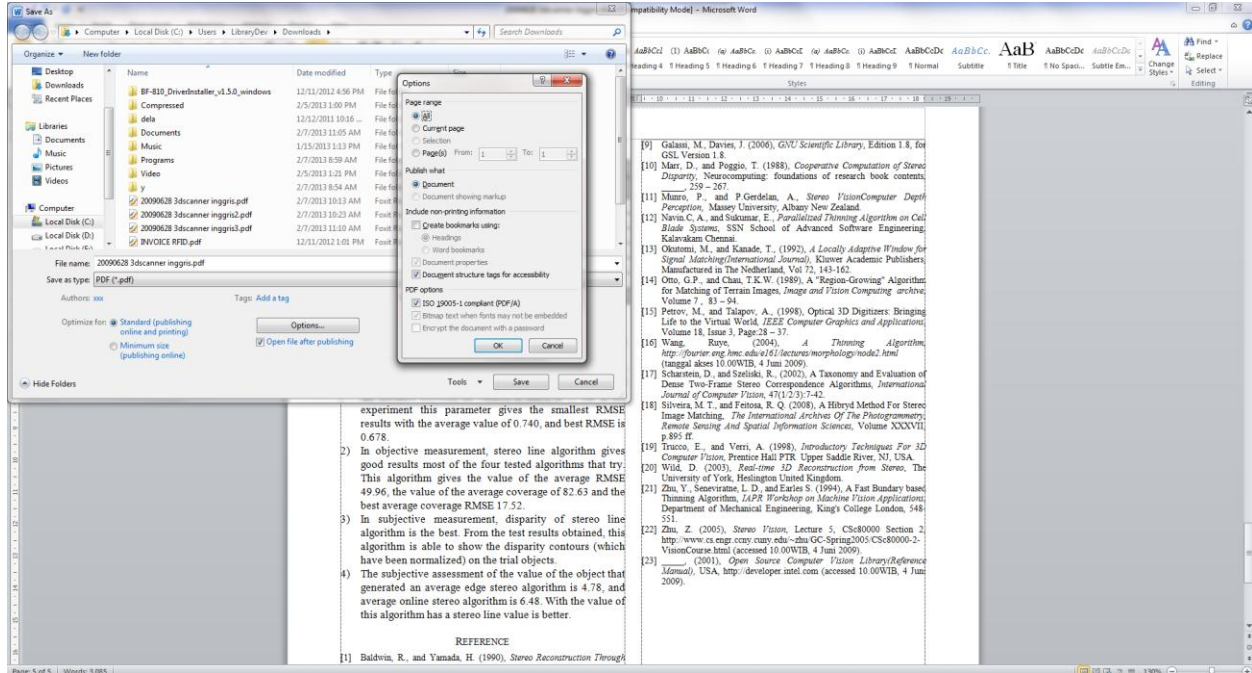 Save As
mpatibility Mode] - Microsoft Word
Computer Local Disk (C:) Users LibraryDev Downloads
Search Downloads
Organize
New folder
Desktop
Downloads
Recent Places
Libraries
Documents
Music
Pictures
Videos
Computer
Local Disk (C:)
Local Disk (D:)
Name Date modified Type
BF-810_DriverInstaller_v1.5.0_windows 12/11/2012 4:56 PM File fol
Compressed 2/5/2013 1:00 PM File fol
dela 12/12/2011 10:16 ... File fol
Documents 2/7/2013 11:05 AM File fol
Music 1/15/2013 1:13 PM File fol
Programs 2/7/2013 8:59 AM File fol
Video 2/5/2013 1:21 PM File fol
y 2/7/2013 8:54 AM File fol
20090628 3dscanner inggris.pdf 2/7/2013 10:13 AM Foxit R
20090628 3dscanner inggris2.pdf 2/7/2013 10:23 AM Foxit R
20090628 3dscanner inggris3.pdf 2/7/2013 11:10 AM Foxit R
INVOICE RFID.pdf 12/11/2012 1:01 PM Foxit R
File name: 20090628 3dscanner inggris.pdf
Save as type: PDF (*.pdf)
Authors: xxx
Tags: Add a tag
Optimize for:
Standard (publishing
online and printing)
Minimum size
(publishing online)
Options...
Open file after publishing
Hide Folders
Tools
Save
Cancel
Options
Page range
All
Current page
Selection
Page(s) From: 1 To: 1
Publish what
Document
Document showing markup
Include non-printing information
Create bookmarks using:
Headings
Word bookmarks
Document properties
Document structure tags for accessibility
PDF options
ISO 19005-1 compliant (PDF/A)
Bitmap text when fonts may not be embedded
Encrypt the document with a password
OK
Cancel
eading 4 ¶ Heading 5 ¶ Heading 6 ¶ Heading 7 ¶ Heading 8 ¶ Heading 9 ¶ Normal Subtitle ¶ Title ¶ No Spaci... Subtle Em...
Change
Styles
Styles
Find
Replace
Select
Editing
experiment this parameter gives the smallest RMSE
results with the average value of 0.740, and best RMSE is
0.678.
2) In objective measurement, stereo line algorithm gives
good results most of the four tested algorithms that try.
This algorithm gives the value of the average RMSE
49.96, the value of the average coverage of 82.63 and the
best average coverage RMSE 17.52.
3) In subjective measurement, disparity of stereo line
algorithm is the best. From the test results obtained, this
algorithm is able to show the disparity contours (which
have been normalized) on the trial objects.
4) The subjective assessment of the value of the object that
generated an average edge stereo algorithm is 4.78, and
average online stereo algorithm is 6.48. With the value of
this algorithm has a stereo line value is better.
REFERENCE
[1] Baldwin, R., and Yamada, H. (1990), Stereo Reconstruction Through
[9] Galassi, M., Davies, J. (2006), GNU Scientific Library, Edition 1.8, for
GSL Version 1.8.
[10] Marr, D., and Poggio, T. (1988), Cooperative Computation of Stereo
Disparity, Neurocomputing: foundations of research book contents,
_____, 259 – 267.
[11] Munro, P., and P.Gerdelan, A., Stereo VisionComputer Depth
Perception, Massey University, Albany New Zealand.
[12] Navin.C, A., and Sukumar, E., Parallelized Thinning Algorithm on Cell
Blade Systems, SSN School of Advanced Software Engineering,
Kalavakam Chennai.
[13] Okutomi, M., and Kanade, T., (1992), A Locally Adaptive Window for
Signal Matching(International Journal), Kluwer Academic Publishers,
Manufactured in The Nedherland, Vol 72, 143-162.
[14] Otto, G.P., and Chau, T.K.W. (1989), A "Region-Growing" Algorithm
for Matching of Terrain Images, Image and Vision Computing archive,
Volume 7 , 83 – 94.
[15] Petrov, M., and Talapov, A., (1998), Optical 3D Digitizers: Bringing
Life to the Virtual World, IEEE Computer Graphics and Applications,
Volume 18, Issue 3, Page:28 – 37.
[16] Wang, Ruye, (2004), A Thinning Algorithm,
http://fourier.eng.hmc.edu/e161/lectures/morphology/node2.html
(tanggal akses 10.00WIB, 4 Juni 2009).
[17] Scharstein, D., and Szeliski, R., (2002), A Taxonomy and Evaluation of
Dense Two-Frame Stereo Correspondence Algorithms, International
Journal of Computer Vision, 47(1/2/3):7-42.
[18] Silveira, M. T., and Feitosa, R. Q. (2008), A Hibryd Method For Stereo
Image Matching, The International Archives Of The Photogrammetry,
Remote Sensing And Spatial Information Sciences, Volume XXXVII,
p.895 ff.
[19] Trucco, E., and Verri, A. (1998), Introductory Techniques For 3D
Computer Vision, Prentice Hall PTR Upper Saddle River, NJ, USA.
[20] Wild, D. (2003), Real-time 3D Reconstruction from Stereo, The
University of York, Heslington United Kingdom.
[21] Zhu, Y., Seneviratne, L. D., and Earles S. (1994), A Fast Bundary based
Thinning Algorithm, IAPR Workshop on Machine Vision Applications,
Department of Mechanical Engineering, King's College London, 548-
551.
[22] Zhu, Z. (2005), Stereo Vision, Lecture 5, CSc80000 Section 2,
http://www.cs.engr.ccny.cuny.edu/~zhu/GC-Spring2005/CSc80000-2-
VisionCourse.html (accessed 10.00WIB, 4 Juni 2009).
[23] _____, (2001), Open Source Computer Vision Library(Reference
Manual), USA, http://developer.intel.com (accessed 10.00WIB, 4 Juni
2009).
Page: 5 of 5 Words: 3,085
130%